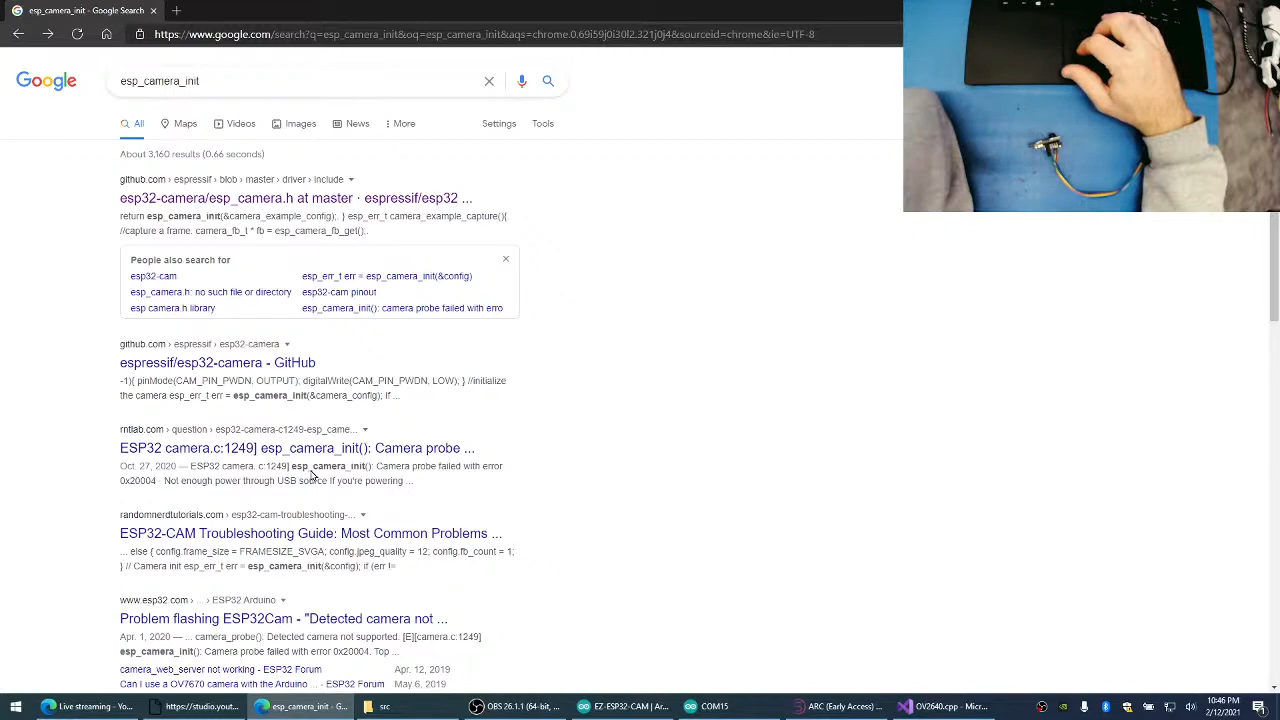 esp_camera_init - Google Search
https://www.google.com/search?q=esp_camera_init&oq=esp_camera_init&aqs=chrome.0.69i59j0i30l2.321j0j4&sourceid=chrome&ie=UTF-8
Google
esp_camera_init
All Maps Videos Images News More Settings Tools
About 3,160 results (0.66 seconds)
github.com › espressif › blob › master › driver › include
esp32-camera/esp_camera.h at master · espressif/esp32 ...
return esp_camera_init(&camera_example_config); } esp_err_t camera_example_capture(){
//capture a frame. camera_fb_t * fb = esp_camera_fb_get();.
People also search for
esp32-cam esp_err_t err = esp_camera_init(&config)
esp_camera.h: no such file or directory esp32-cam pinout
esp camera.h library esp_camera_init(): camera probe failed with erro
github.com › espressif › esp32-camera
espressif/esp32-camera - GitHub
-1){ pinMode(CAM_PIN_PWDN, OUTPUT); digitalWrite(CAM_PIN_PWDN, LOW); } //initialize
the camera esp_err_t err = esp_camera_init(&camera_config); if ...
rntlab.com › question › esp32-camera-c1249-esp_came...
ESP32 camera.c:1249] esp_camera_init(): Camera probe ...
Oct. 27, 2020 — ESP32 camera. c:1249] esp_camera_init(): Camera probe failed with error
0x20004 · Not enough power through USB source If you're powering ...
randomnerdtutorials.com › esp32-cam-troubleshooting-...
ESP32-CAM Troubleshooting Guide: Most Common Problems ...
... else { config.frame_size = FRAMESIZE_SVGA; config.jpeg_quality = 12; config.fb_count = 1;
} // Camera init esp_err_t err = esp_camera_init(&config); if (err !=
www.esp32.com › ... › ESP32 Arduino
Problem flashing ESP32Cam - "Detected camera not ...
Apr. 1, 2020 — ... camera_probe(): Detected camera not supported. [E][camera.c:1249]
esp_camera_init(): Camera probe failed with error 0x20004. Top ...
camera_web_server not working - ESP32 Forum Apr. 12, 2019
Can I use a OV7670 camera with the Arduino ... - ESP32 Forum May 6, 2019
Live streaming - Yo... https://studio.yout... esp_camera_init - G... src OBS 26.1.1 (64-bit, ... EZ-ESP32-CAM | Ar... COM15 ARC (Early Access) ... OV2640.cpp - Micr... 10:46 PM
2/12/2021